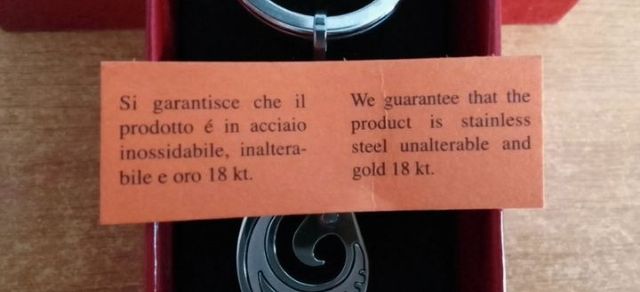 Si garantisce che il
prodotto é in acciaio
inossidabile, inaltera-
bile e oro 18 kt.
We guarantee that the
product is stainless
steel unalterable and
gold 18 kt.